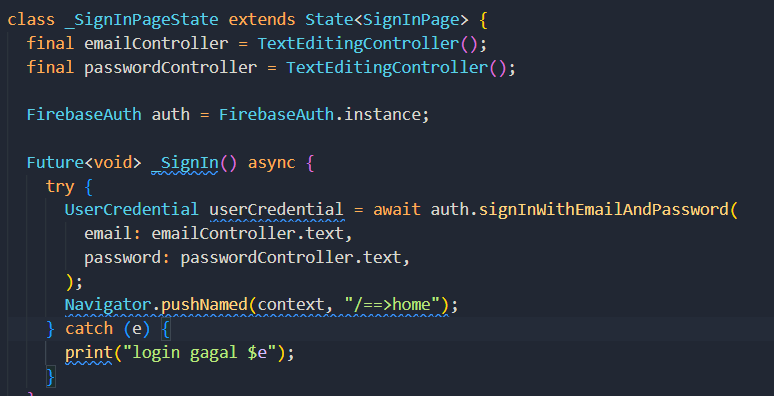 class _SignInPageState extends State<SignInPage> {
final emailController = TextEditingController();
final passwordController = TextEditingController();
FirebaseAuth auth = FirebaseAuth.instance;
Future<void> _SignIn() async {
try {
UserCredential userCredential = await auth.signInWithEmailAndPassword(
email: emailController.text,
password: passwordController.text,
);
Navigator.pushNamed(context, "/==>home");
} catch (e) {
print("login gagal $e");
}